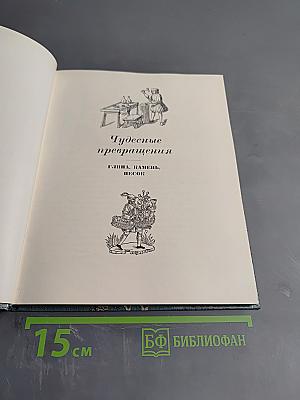 Чудесные
превращения
ГЛИНА, КАМЕНЬ,
ПЕСОК
15 см
БФ БИБЛИОФАН